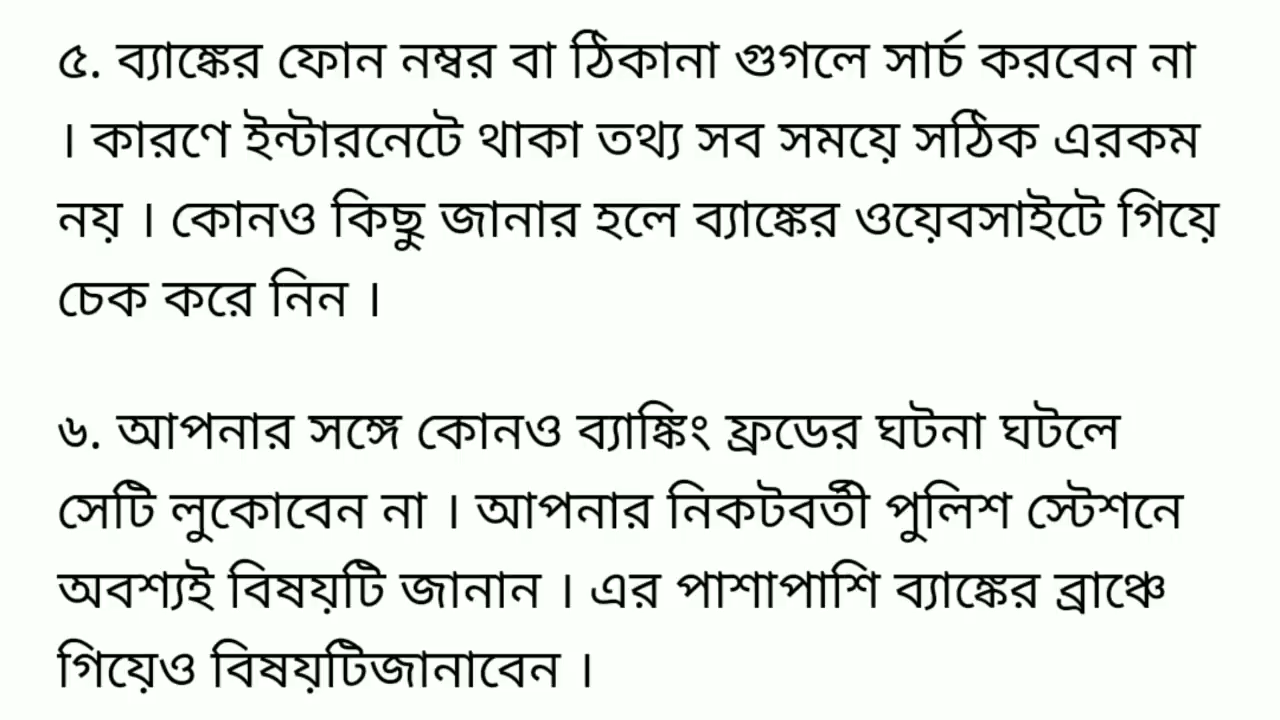 ৫. ব্যাঙ্কের ফোন নম্বর বা ঠিকানা গুগলে সার্চ করবেন না
। কারণে ইন্টারনেটে থাকা তথ্য সব সময়ে সঠিক এরকম
নয় । কোনও কিছু জানার হলে ব্যাঙ্কের ওয়েবসাইটে গিয়ে
চেক করে নিন ।
৬. আপনার সঙ্গে কোনও ব্যাঙ্কিং ফ্রডের ঘটনা ঘটলে
সেটি লুকোবেন না । আপনার নিকটবর্তী পুলিশ স্টেশনে
অবশ্যই বিষয়টি জানান । এর পাশাপাশি ব্যাঙ্কের ব্রাঞ্চে
গিয়েও বিষয়টিজানাবেন ।